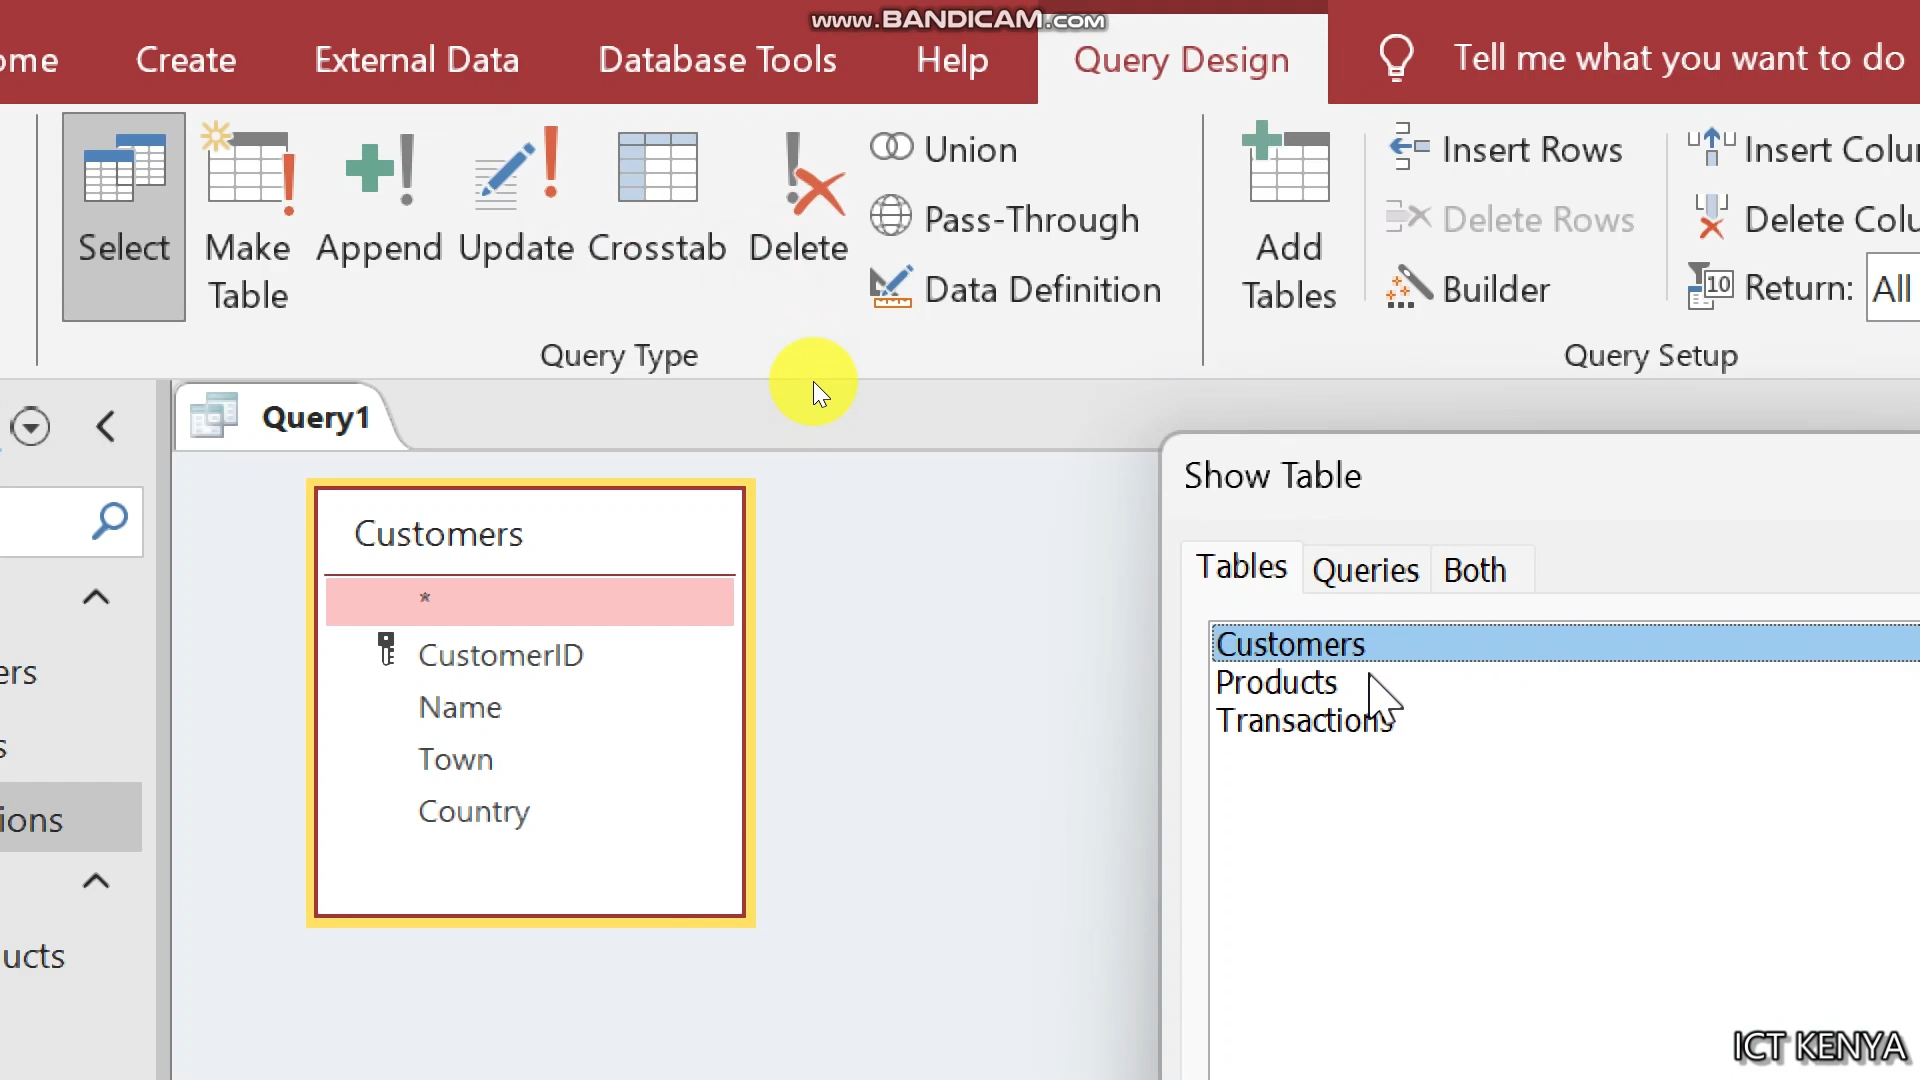 www.BANDICAM.com
ome Create External Data Database Tools Help Query Design Tell me what you want to do
Select
Make Table
Append
Update
Crosstab
Delete
Union
Pass-Through
Data Definition
Query Type
Add Tables
Insert Rows
Delete Rows
Builder
Insert Colu
Delete Colu
10 Return: All
Query Setup
Query1
Customers
*
CustomerID
Name
Town
Country
ers
s
ions
ucts
Show Table
Tables Queries Both
Customers
Products
Transactions
ICT KENYA